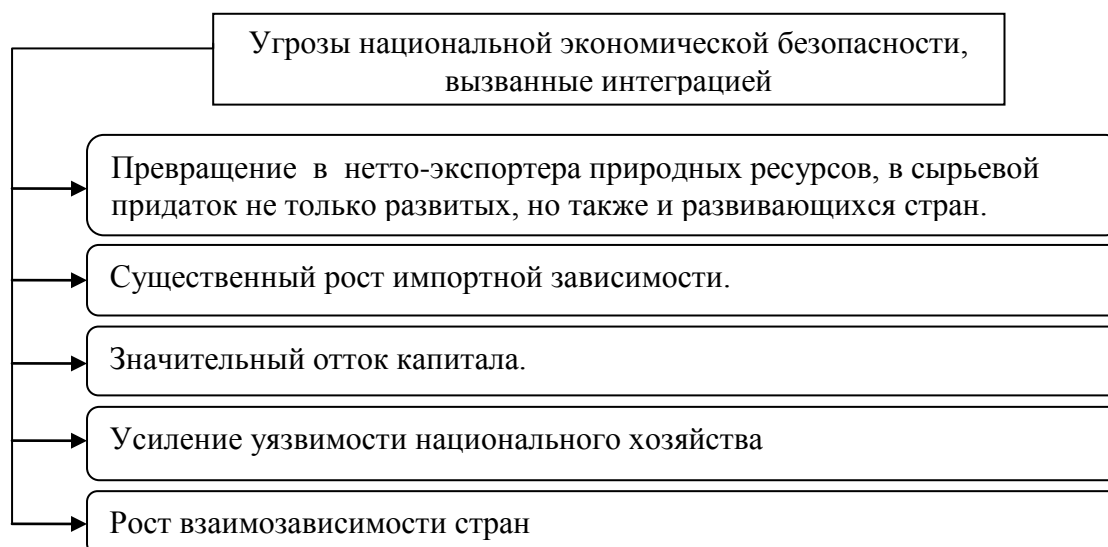 Угрозы национальной экономической безопасности,
вызванные интеграцией
Превращение в нетто-экспортера природных ресурсов, в сырьевой
придаток не только развитых, но также и развивающихся стран.
Существенный рост импортной зависимости.
Значительный отток капитала.
Усиление уязвимости национального хозяйства
Рост взаимозависимости стран